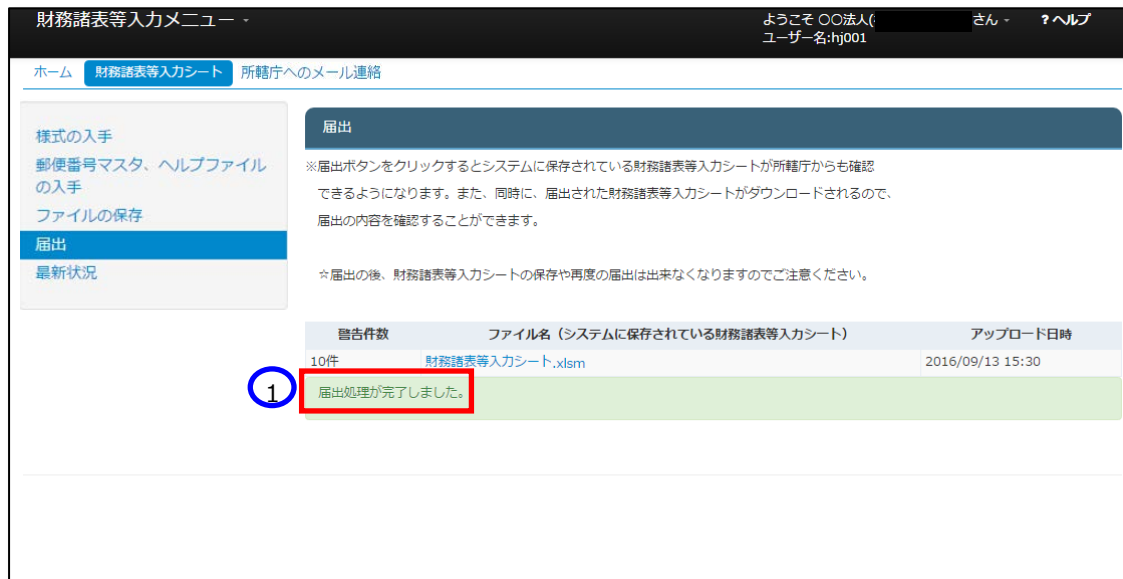 財務諸表等入力メニュー
ようこそ 〇〇法人( さん ?ヘルプ
ユーザー名:hj001
ホーム 財務諸表等入力シート 所轄庁へのメール連絡
様式の入手
郵便番号マスタ、ヘルプファイル
の入手
ファイルの保存
届出
最新状況
届出
※届出ボタンをクリックするとシステムに保存されている財務諸表等入力シートが所轄庁からも確認
できるようになります。また、同時に、届出された財務諸表等入力シートがダウンロードされるので、
届出の内容を確認することができます。
☆届出の後、財務諸表等入力シートの保存や再度の届出は出来なくなりますのでご注意ください。
警告件数 ファイル名（システムに保存されている財務諸表等入力シート） アップロード日時
10件 財務諸表等入力シート.xlsm 2016/09/13 15:30
1 届出処理が完了しました。